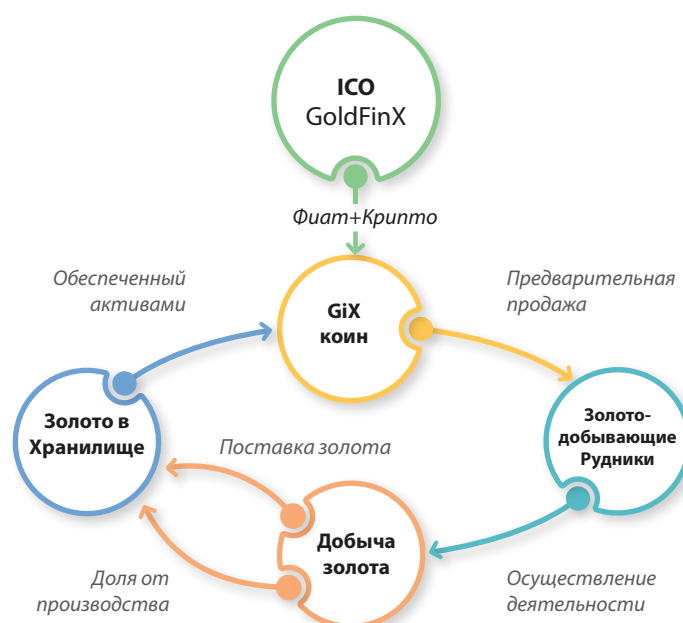 ICO
GoldFinX
Фиат+Крипто
Обеспеченный
активами
Предварительная
продажа
GiX
коин
Золото в
Хранилище
Золото-
добывающие
Рудники
Поставка золота
Добыча
золота
Доля от
производства
Осуществление
деятельности